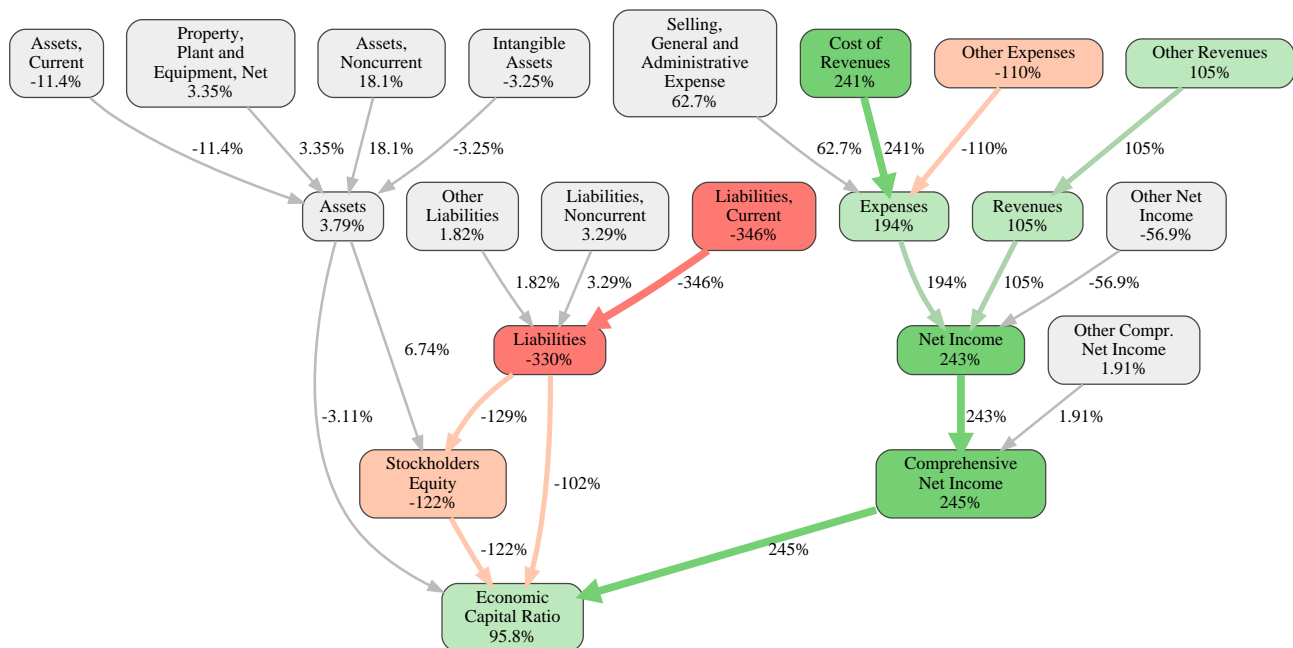 Assets,
Current
-11.4%
Property,
Plant and
Equipment, Net
3.35%
Assets,
Noncurrent
18.1%
Intangible
Assets
-3.25%
Selling,
General and
Administrative
Expense
62.7%
Cost of
Revenues
241%
Other Expenses
-110%
Other Revenues
105%
-11.4%
3.35%
18.1%
-3.25%
62.7%
241%
-110%
105%
Assets
3.79%
Other
Liabilities
1.82%
Liabilities,
Noncurrent
3.29%
Liabilities,
Current
-346%
Expenses
194%
Revenues
105%
Other Net
Income
-56.9%
1.82%
3.29%
-346%
194%
105%
-56.9%
Liabilities
-330%
Net Income
243%
Other Compr.
Net Income
1.91%
6.74%
-3.11%
-129%
243%
1.91%
Stockholders
Equity
-122%
-102%
Comprehensive
Net Income
245%
-122%
245%
Economic
Capital Ratio
95.8%